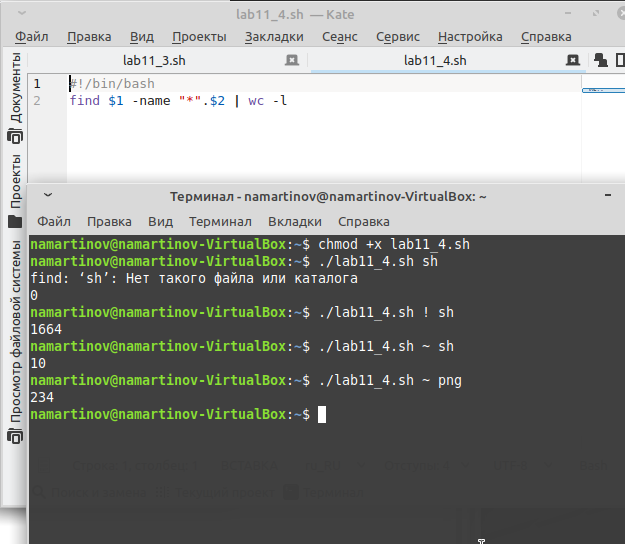 lab11_4.sh — Kate
Файл Правка Вид Проекты Закладки Сеанс Сервис Настройка Справка
lab11_3.sh lab11_4.sh
Документы
Проекты
Просмотр файловой системы
1 #!/bin/bash
2 find $1 -name "*".$2 | wc -l
Терминал - namartinov@namartinov-VirtualBox: ~
Файл Правка Вид Терминал Вкладки Справка
namartinov@namartinov-VirtualBox:~$ chmod +x lab11_4.sh
namartinov@namartinov-VirtualBox:~$ ./lab11_4.sh sh
find: ‘sh’: Нет такого файла или каталога
0
namartinov@namartinov-VirtualBox:~$ ./lab11_4.sh ! sh
1664
namartinov@namartinov-VirtualBox:~$ ./lab11_4.sh ~ sh
10
namartinov@namartinov-VirtualBox:~$ ./lab11_4.sh ~ png
234
namartinov@namartinov-VirtualBox:~$